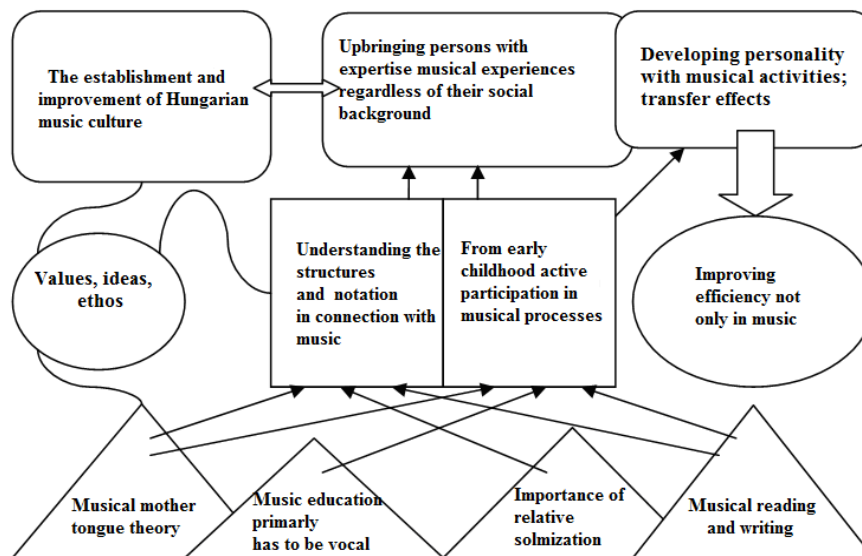 The establishment and
improvement of Hungarian
music culture
Upbringing persons with
expertise musical experiences
regardless of their social
background
Developing personality
with musical activities;
transfer effects
Values, ideas,
ethos
Understanding the
structures
and notation
in connection with
music
From early
childhood active
participation in
musical processes
Improving
efficiency not
only in music
Musical mother
tongue theory
Music education
primarly
has to be vocal
Importance of
relative
solmization
Musical reading
and writing